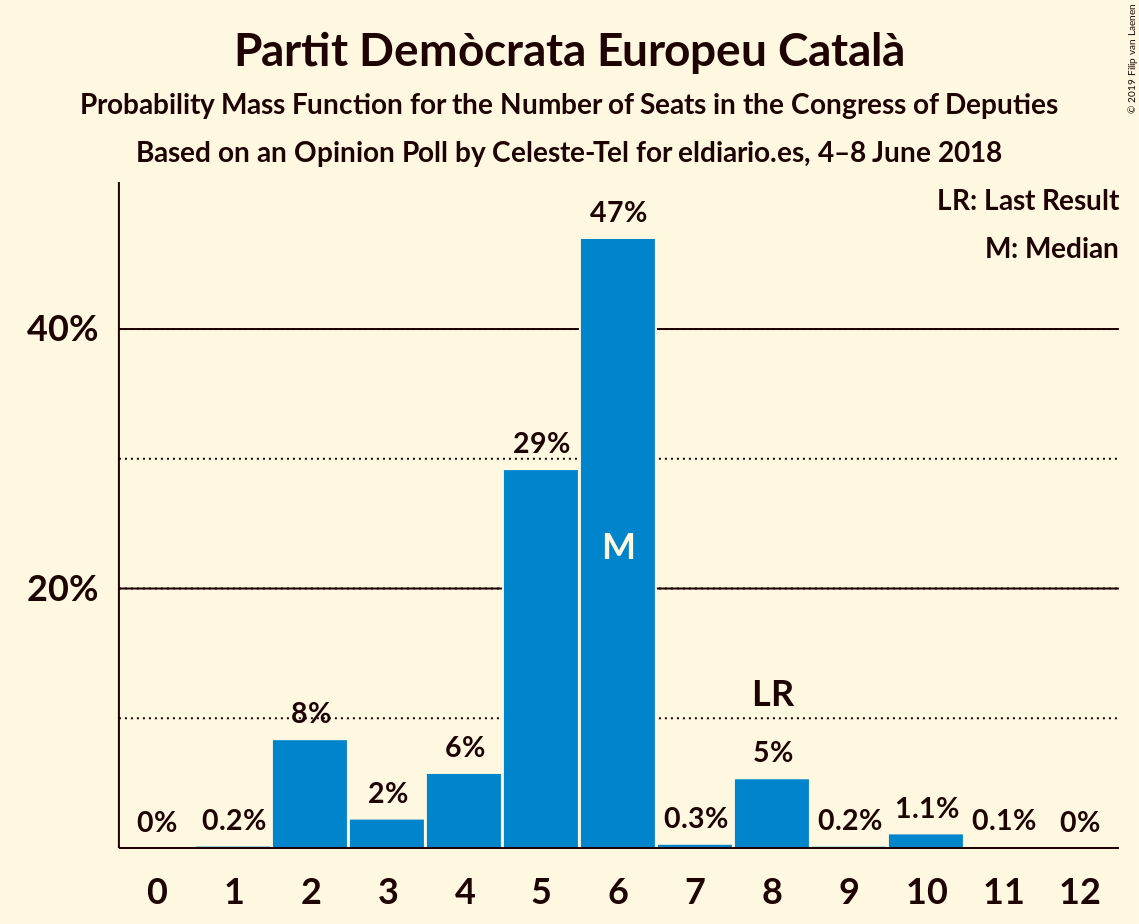 Partit Demòcrata Europeu Català
Probability Mass Function for the Number of Seats in the Congress of Deputies
Based on an Opinion Poll by Celeste-Tel for eldiario.es, 4–8 June 2018
© 2019 Filip van Laenen
LR: Last Result
M: Median
40%
20%
0%
0.2%
8%
2%
6%
29%
47%
M
0.3%
LR
5%
0.2%
1.1%
0.1%
0%
0 1 2 3 4 5 6 7 8 9 10 11 12